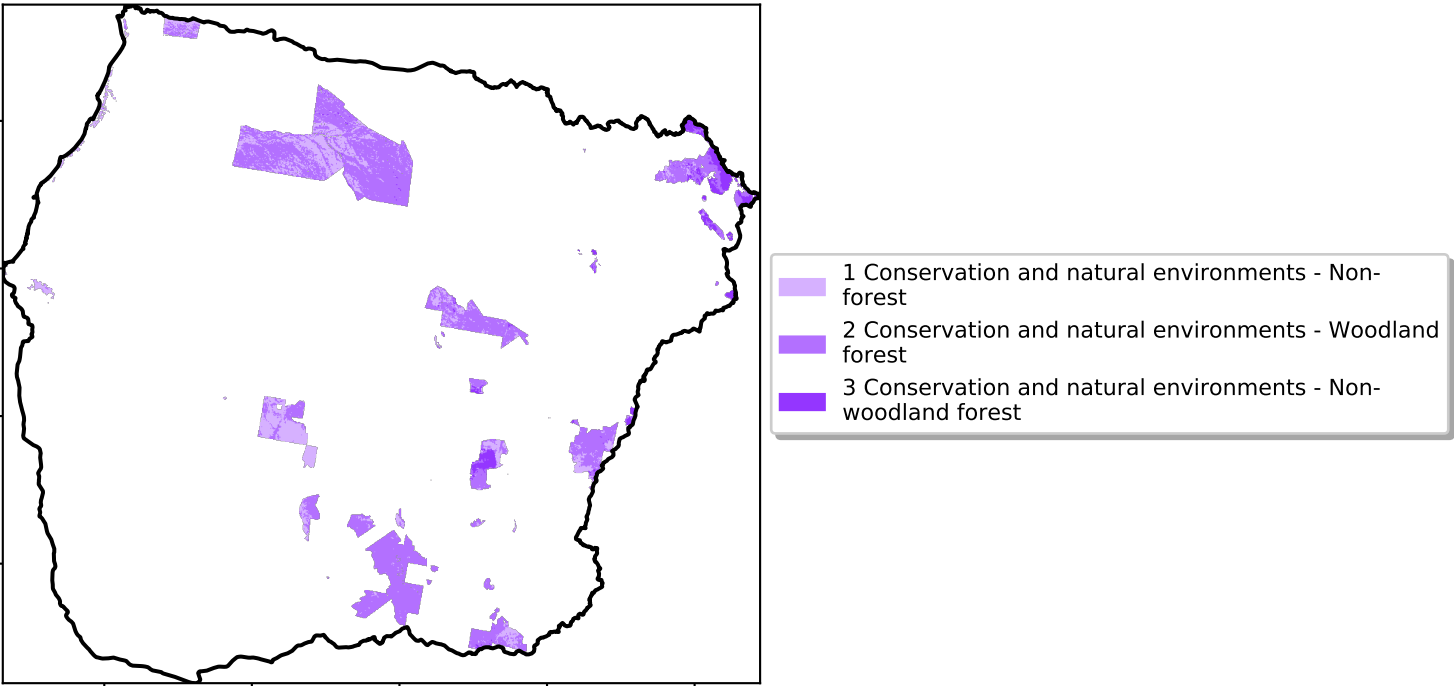 1 Conservation and natural environments - Non-
forest
2 Conservation and natural environments - Woodland
forest
3 Conservation and natural environments - Non-
woodland forest